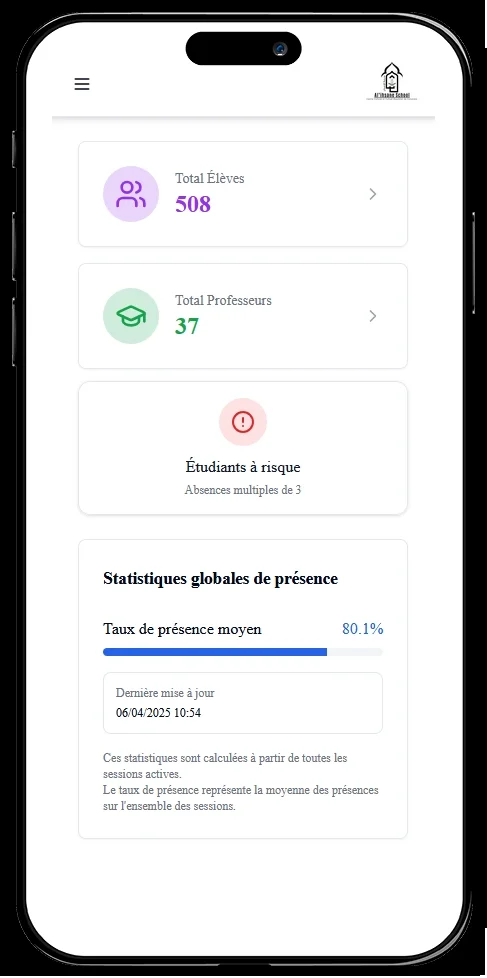 Al'Ihsane School
Total Élèves
508
Total Professeurs
37
Étudiants à risque
Absences multiples de 3
Statistiques globales de présence
Taux de présence moyen
80.1%
Dernière mise à jour
06/04/2025 10:54
Ces statistiques sont calculées à partir de toutes les
sessions actives.
Le taux de présence représente la moyenne des présences
sur l'ensemble des sessions.